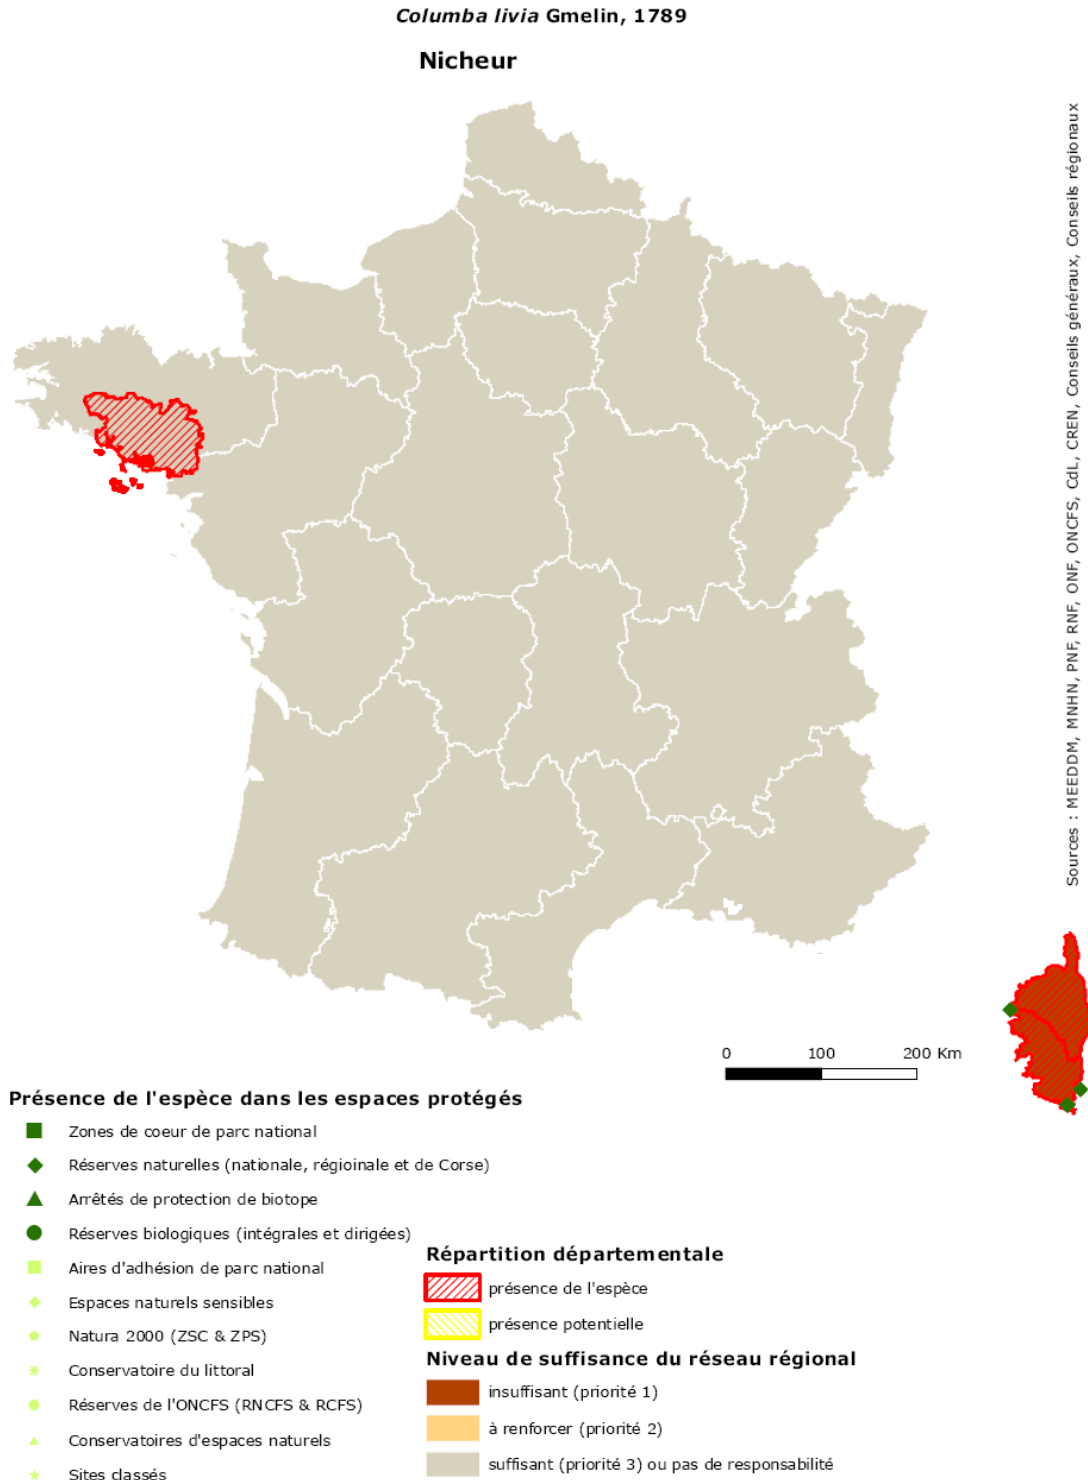 Columba livia Gmelin, 1789
Nicheur
Sources : MEEDDM, MNHN, PNF, RNF, ONF, ONCFS, CdL, CREN, Conseils généraux, Conseils régionaux
0 100 200 Km
Présence de l'espèce dans les espaces protégés
Zones de coeur de parc national
Réserves naturelles (nationale, régioinale et de Corse)
Arrêtés de protection de biotope
Réserves biologiques (intégrales et dirigées)
Aires d'adhésion de parc national
Espaces naturels sensibles
Natura 2000 (ZSC & ZPS)
Conservatoire du littoral
Réserves de l'ONCFS (RNCFS & RCFS)
Conservatoires d'espaces naturels
Sites classés
Répartition départementale
présence de l'espèce
présence potentielle
Niveau de suffisance du réseau régional
insuffisant (priorité 1)
à renforcer (priorité 2)
suffisant (priorité 3) ou pas de responsabilité